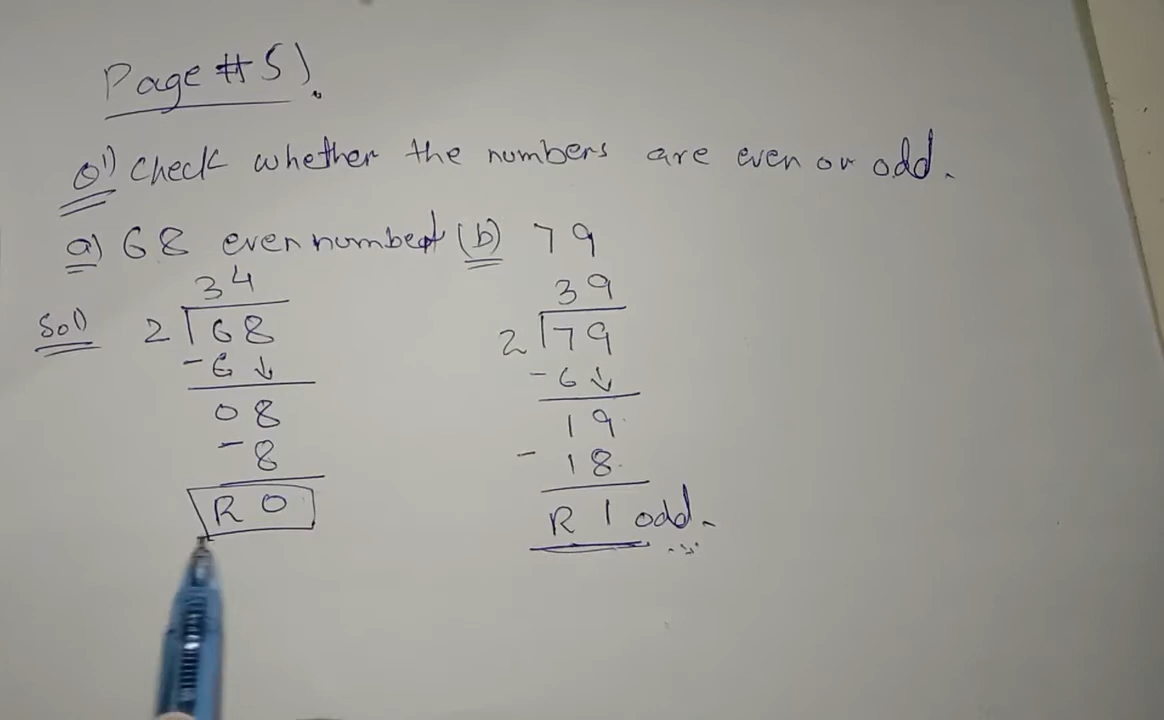 Page # 51.
Q1) Check whether the numbers are even or odd.
a) 68 even number (b) 79
34 39
Sol) 2 68 2 79
-6↓ -6↓
08 19
-8 -18
R 0 R 1 odd.